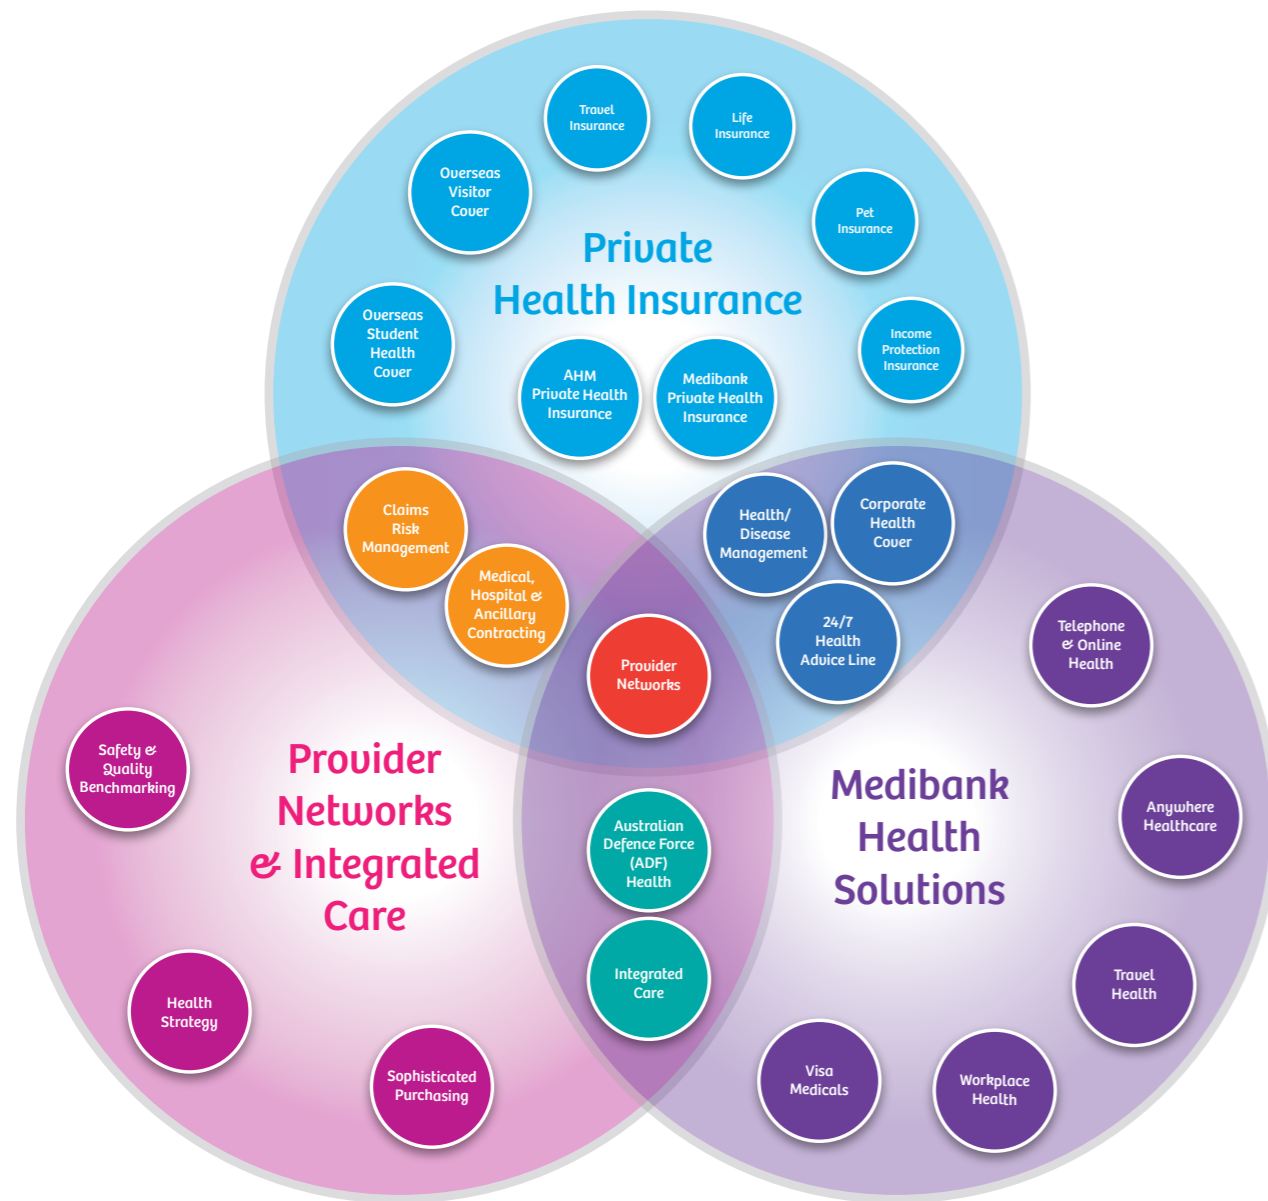 Travel
Insurance
Life
Insurance
Overseas
Visitor
Cover
Pet
Insurance
Private
Health Insurance
Overseas
Student
Health
Cover
Income
Protection
Insurance
AHM
Private Health
Insurance
Medibank
Private Health
Insurance
Claims
Risk
Management
Medical,
Hospital &
Ancillary
Contracting
Health/
Disease
Management
Corporate
Health
Cover
24/7
Health
Advice Line
Provider
Networks
Telephone
& Online
Health
Safety &
Quality
Benchmarking
Provider
Networks
& Integrated
Care
Australian
Defence Force
(ADF)
Health
Medibank
Health
Solutions
Anywhere
Healthcare
Integrated
Care
Travel
Health
Health
Strategy
Sophisticated
Purchasing
Visa
Medicals
Workplace
Health